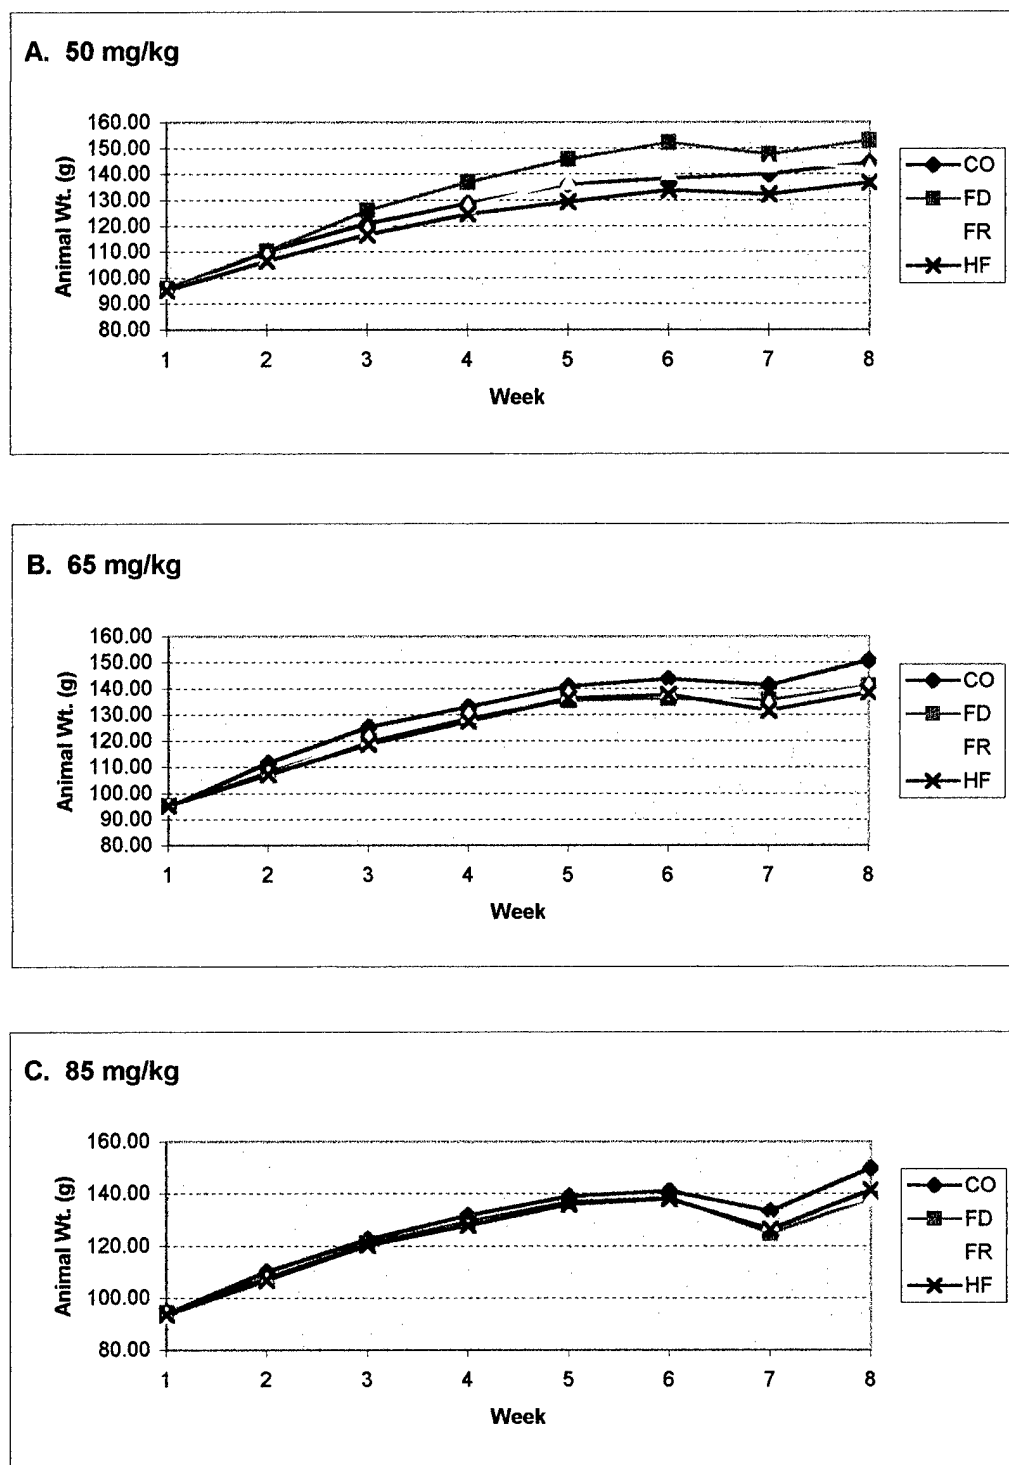 A. 50 mg/kg
160.00
150.00
140.00
130.00
120.00
110.00
100.00
90.00
80.00
Animal Wt. (g)
1 2 3 4 5 6 7 8
Week
CO
FD
FR
HF
B. 65 mg/kg
160.00
150.00
140.00
130.00
120.00
110.00
100.00
90.00
80.00
Animal Wt. (g)
1 2 3 4 5 6 7 8
Week
CO
FD
FR
HF
C. 85 mg/kg
160.00
140.00
120.00
100.00
80.00
Animal Wt. (g)
1 2 3 4 5 6 7 8
Week
CO
FD
FR
HF